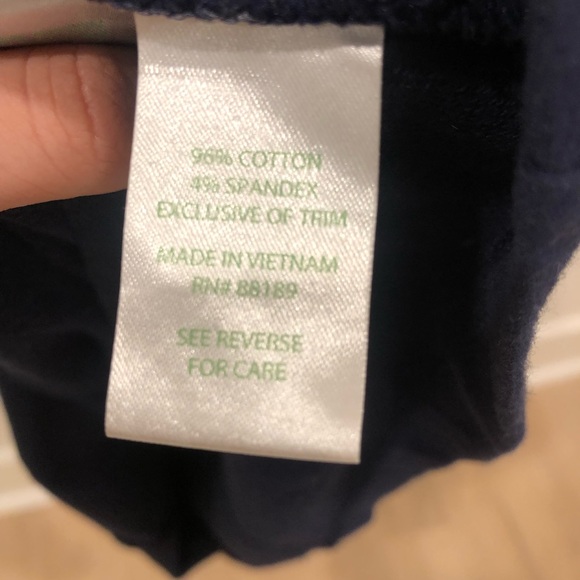 96% COTTON
4% SPANDEX
EXCLUSIVE OF TRIM
MADE IN VIETNAM
RN# 88189
SEE REVERSE
FOR CARE